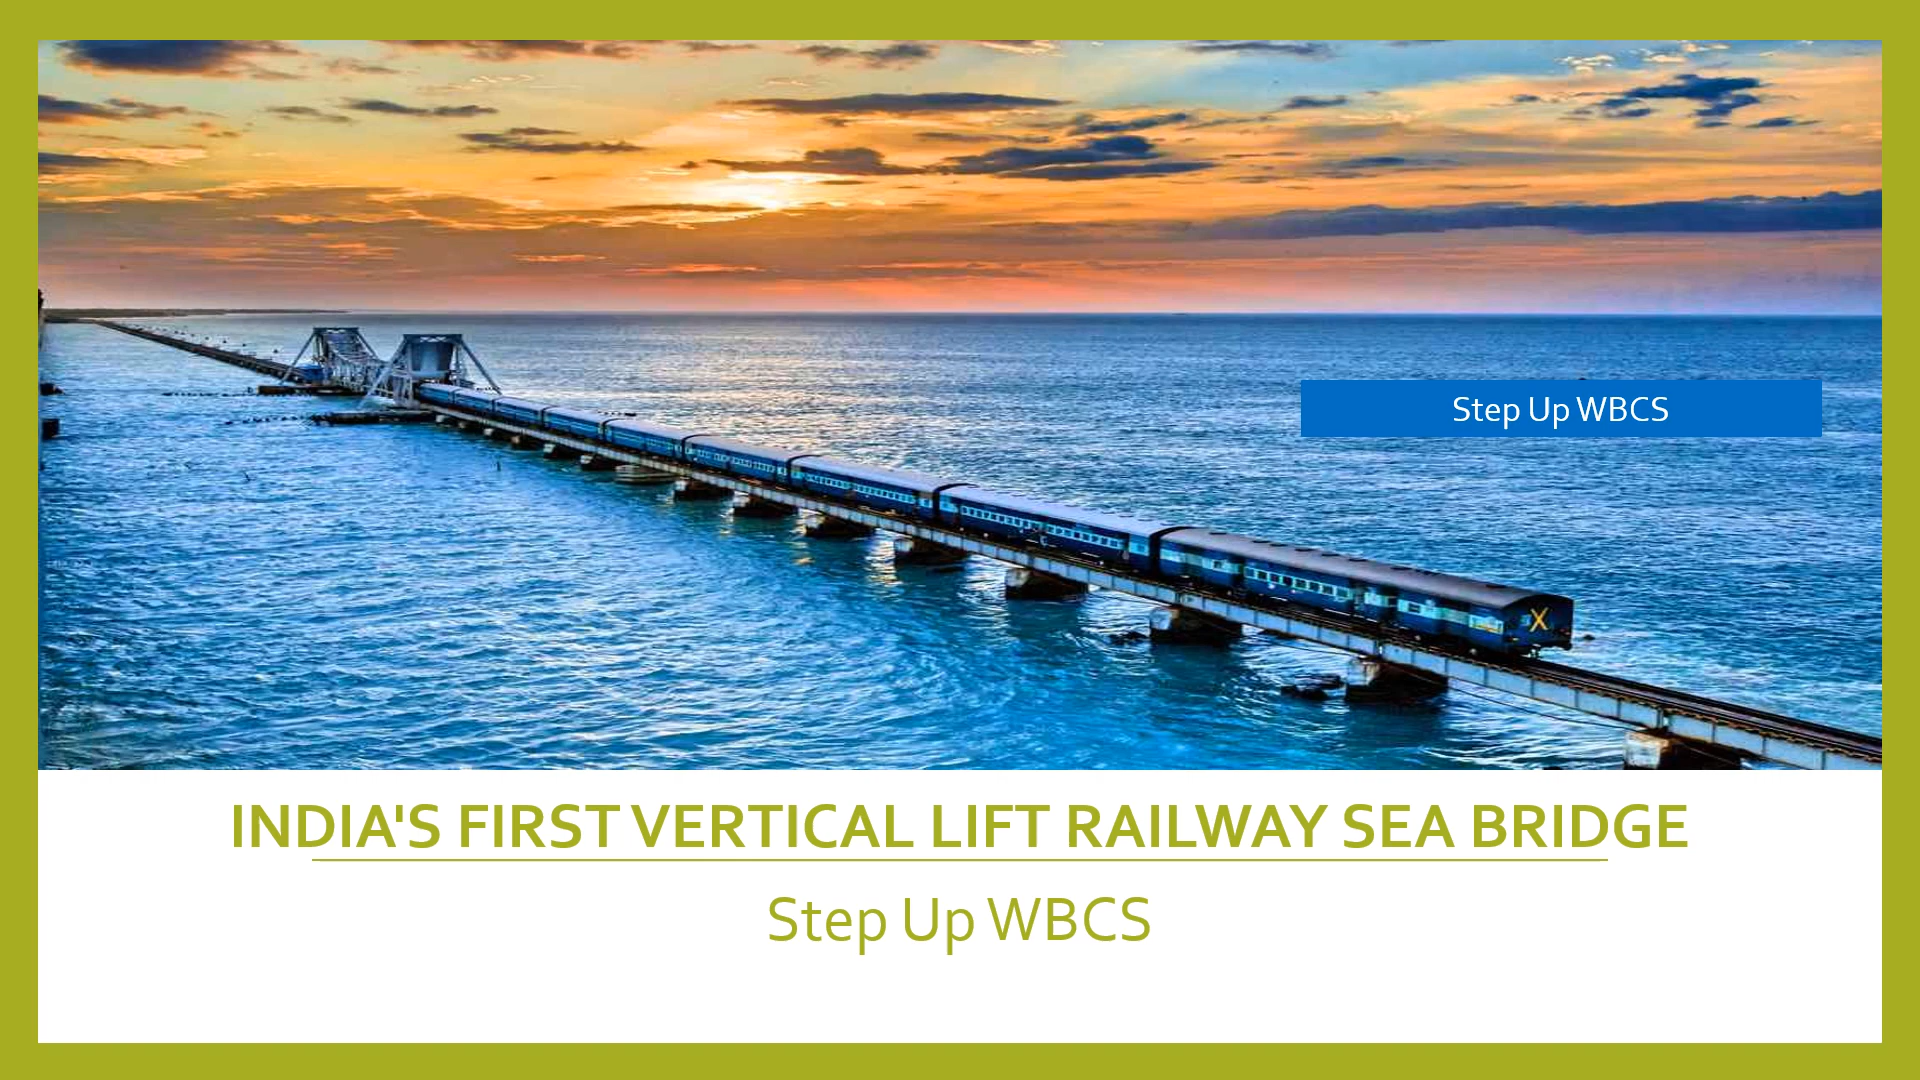 Step Up WBCS
X
INDIA'S FIRST VERTICAL LIFT RAILWAY SEA BRIDGE
Step Up WBCS